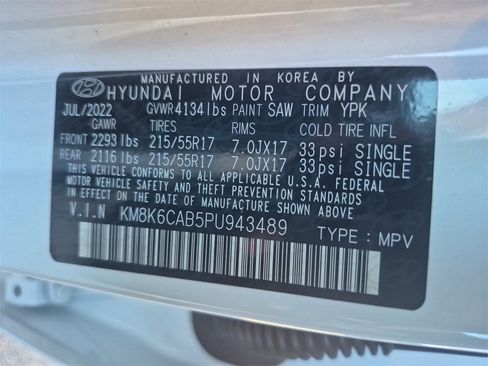 MANUFACTURED IN KOREA BY
HYUNDAI MOTOR COMPANY
JUL/2022 GVWR 4134 lbs PAINT SAW TRIM YPK
GAWR TIRES RIMS COLD TIRE INFLATION
FRONT 2293 lbs 215/55R17 7.0JX17 33psi SINGLE
REAR 2116 lbs 215/55R17 7.0JX17 33psi SINGLE
THIS VEHICLE CONFORMS TO ALL APPLICABLE U.S.A. FEDERAL
MOTOR VEHICLE SAFETY AND THEFT PREVENTION STANDARDS
IN EFFECT ON THE DATE OF MANUFACTURE SHOWN ABOVE
V.I.N KM8K6CAB5PU943489 TYPE : MPV